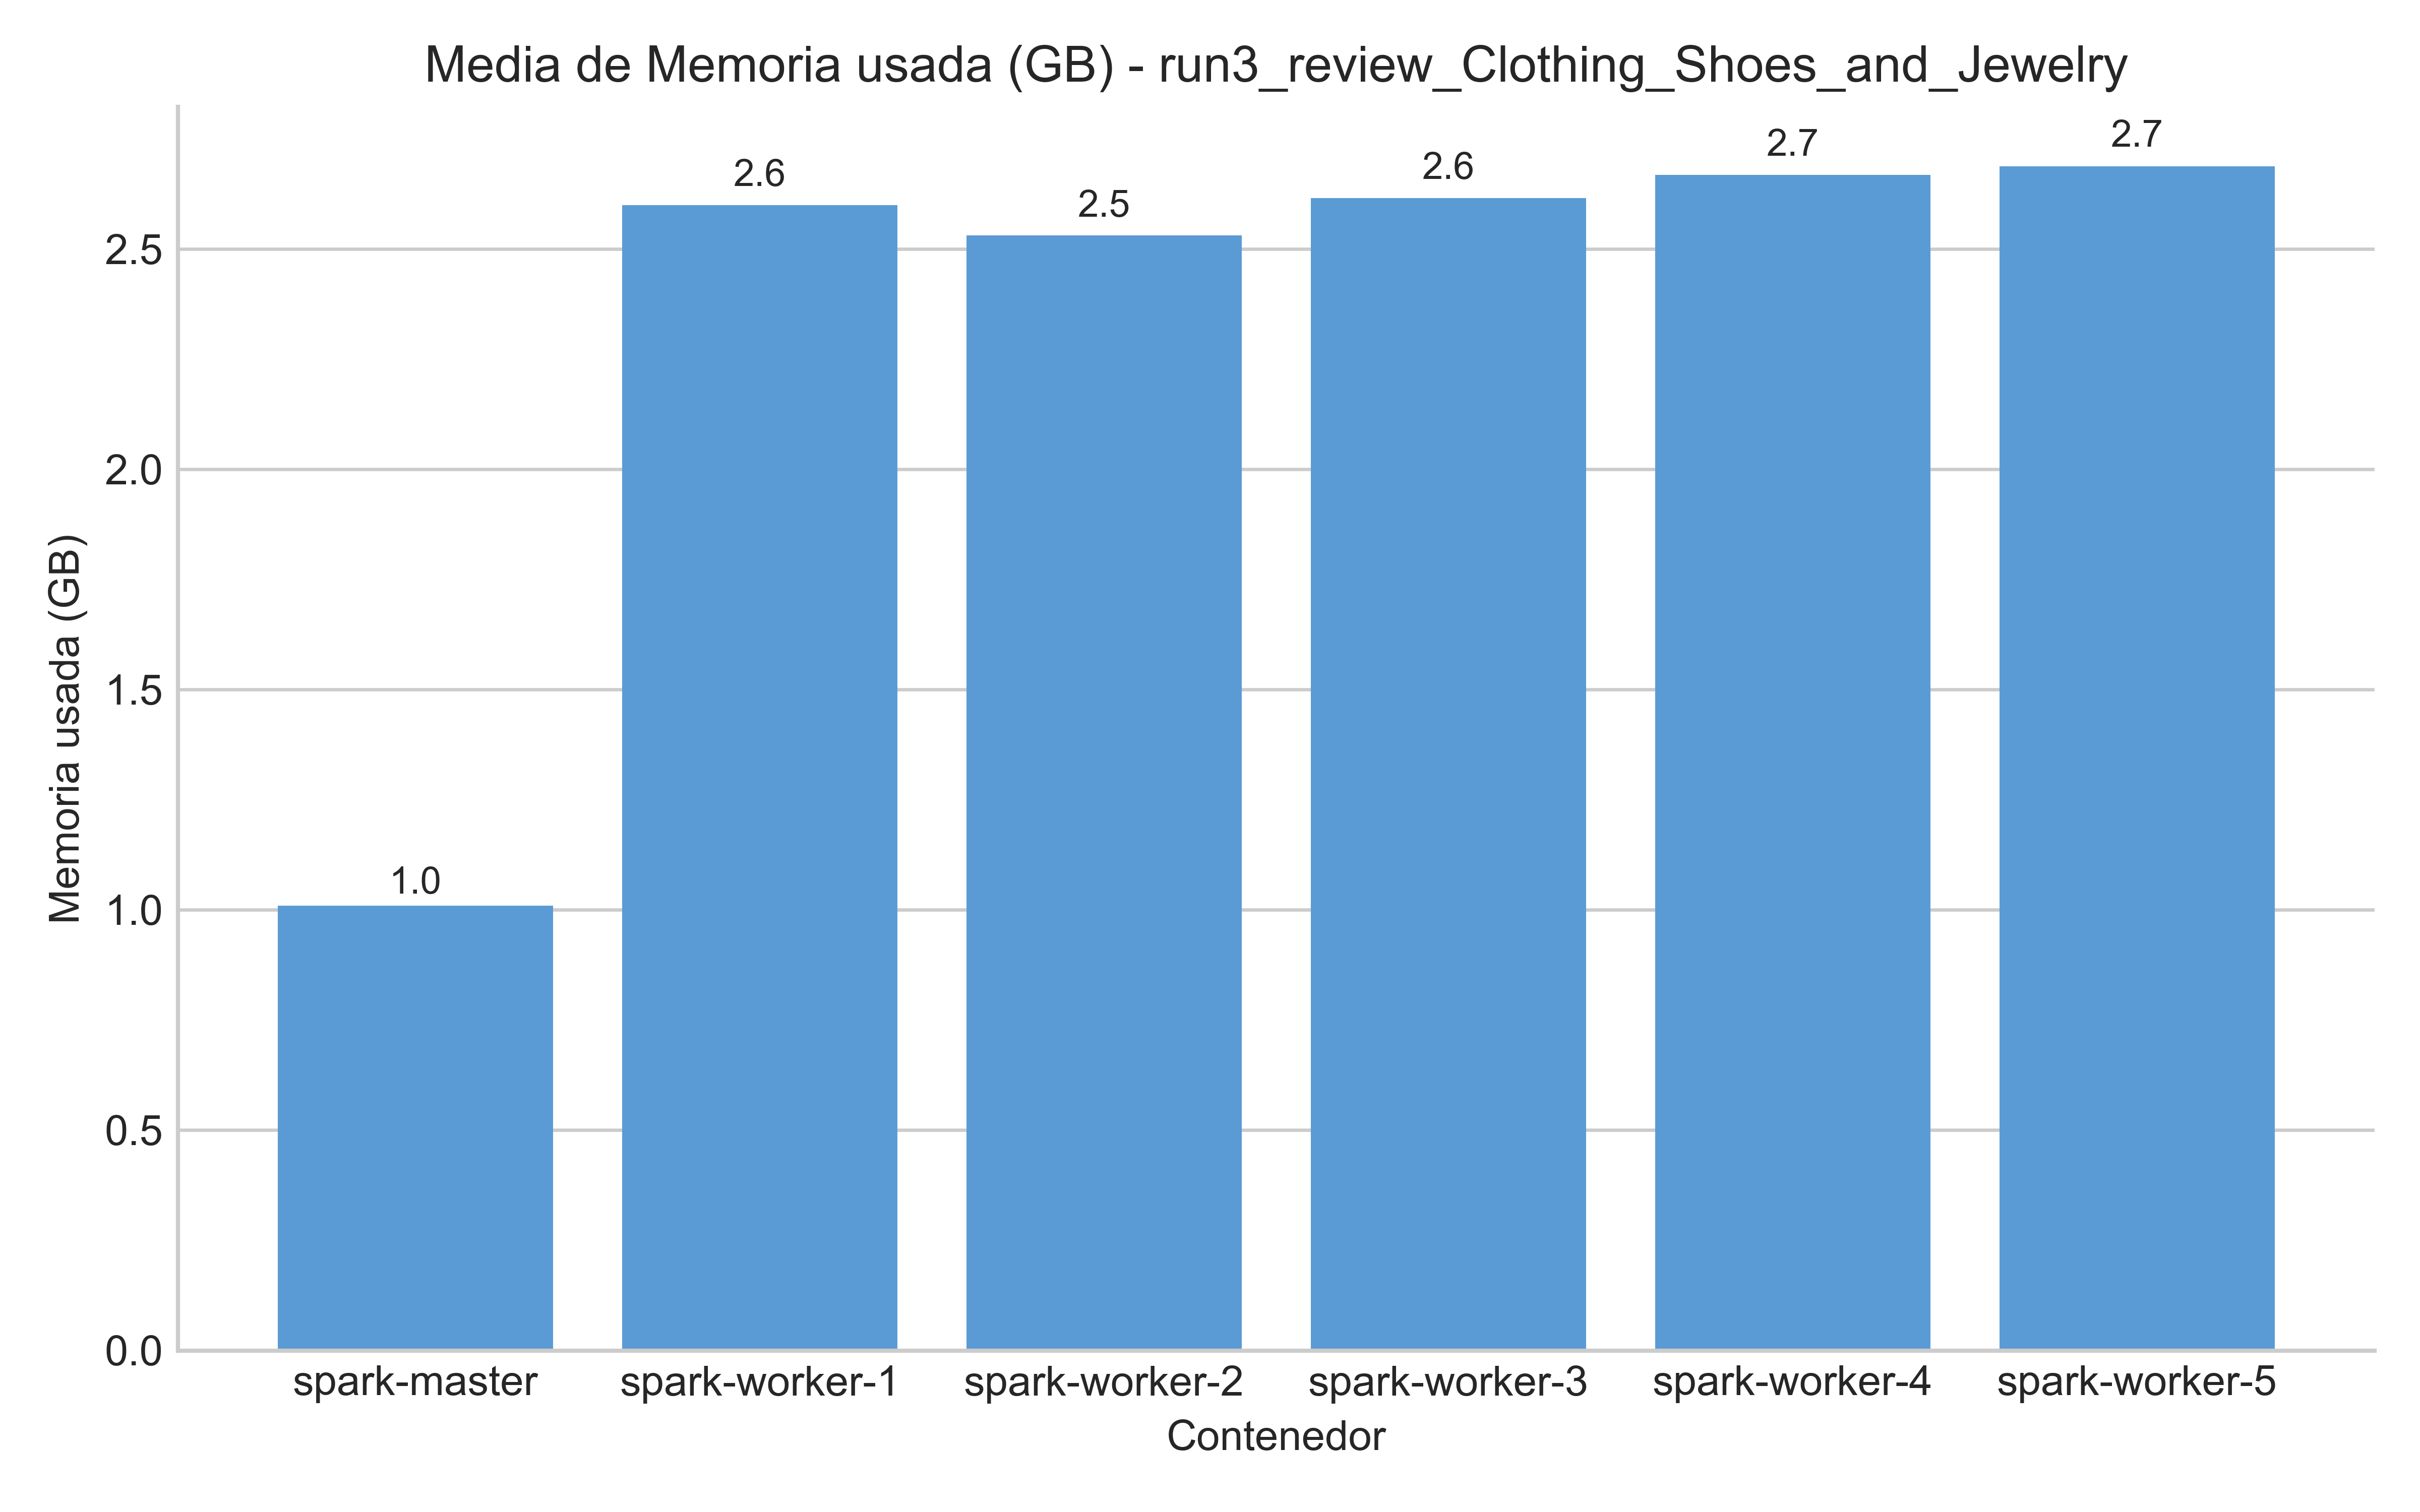 Media de Memoria usada (GB) - run3_review_Clothing_Shoes_and_Jewelry
Memoria usada (GB)
2.5
2.0
1.5
1.0
0.5
0.0
1.0
2.6
2.5
2.6
2.7
2.7
spark-master
spark-worker-1
spark-worker-2
spark-worker-3
spark-worker-4
spark-worker-5
Contenedor